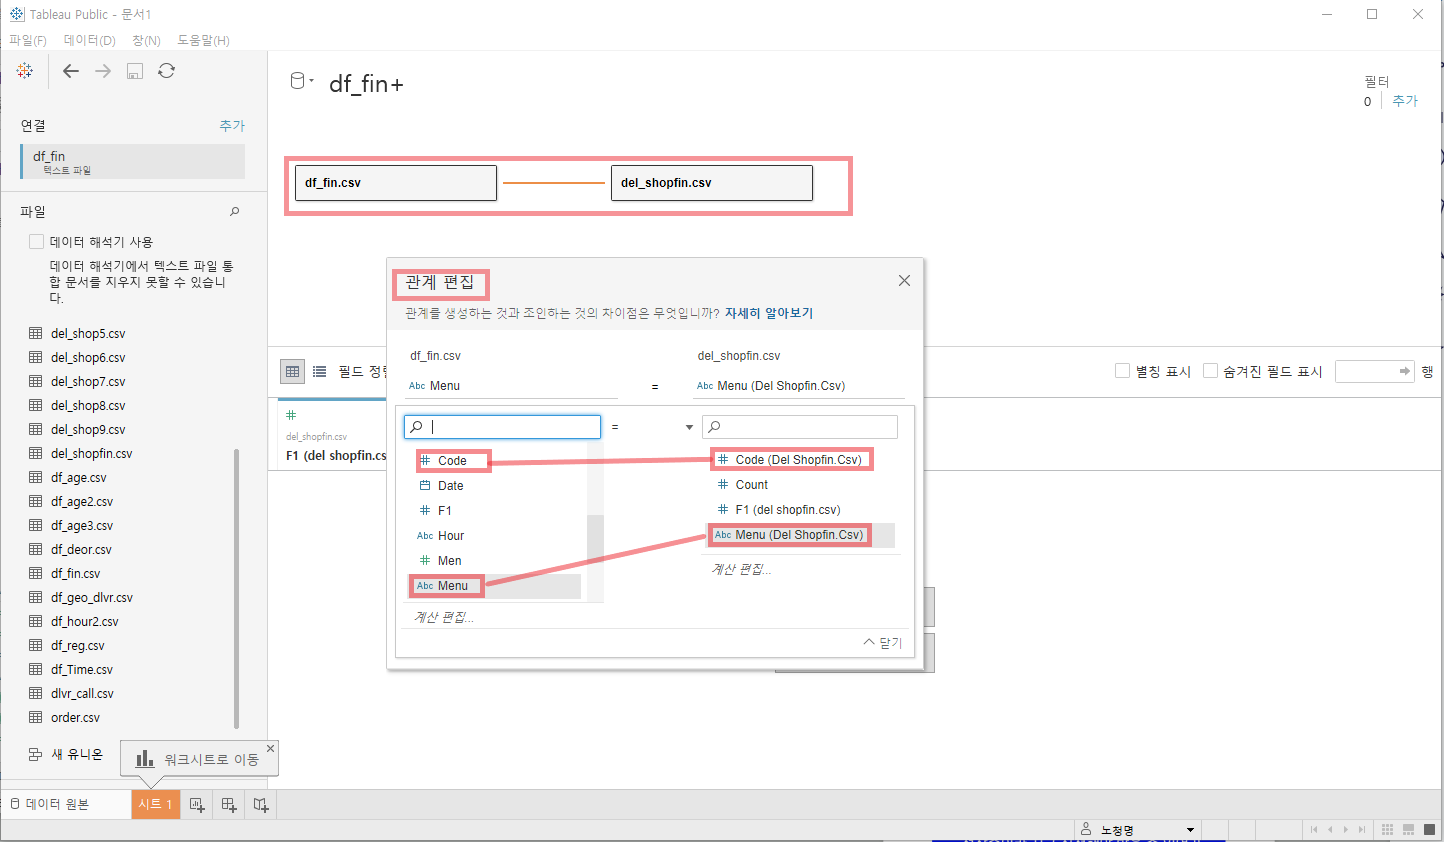 Tableau Public - 문서1
파일(F) 데이터(D) 창(N) 도움말(H)
연결 추가
df_fin
텍스트 파일
파일
데이터 해석기 사용
데이터 해석기에서 텍스트 파일 통
합 문서를 지우지 못할 수 있습니
다.
del_shop5.csv
del_shop6.csv
del_shop7.csv
del_shop8.csv
del_shop9.csv
del_shopfin.csv
df_age.csv
df_age2.csv
df_age3.csv
df_deor.csv
df_fin.csv
df_geo_dlvr.csv
df_hour2.csv
df_reg.csv
df_Time.csv
dlvr_call.csv
order.csv
새 유니온
워크시트로 이동
df_fin+
필터
0 추가
df_fin.csv
del_shopfin.csv
필드 정렬
별칭 표시
숨겨진 필드 표시
행
#
del_shopfin.csv
F1 (del shopfin.cs
관계 편집
관계를 생성하는 것과 조인하는 것의 차이점은 무엇입니까? 자세히 알아보기
df_fin.csv del_shopfin.csv
Abc Menu = Abc Menu (Del Shopfin.Csv)
=
# Code
Date
# F1
Abc Hour
# Men
Abc Menu
계산 편집...
# Code (Del Shopfin.Csv)
# Count
# F1 (del shopfin.csv)
Abc Menu (Del Shopfin.Csv)
계산 편집...
닫기
데이터 원본
시트 1
노청명